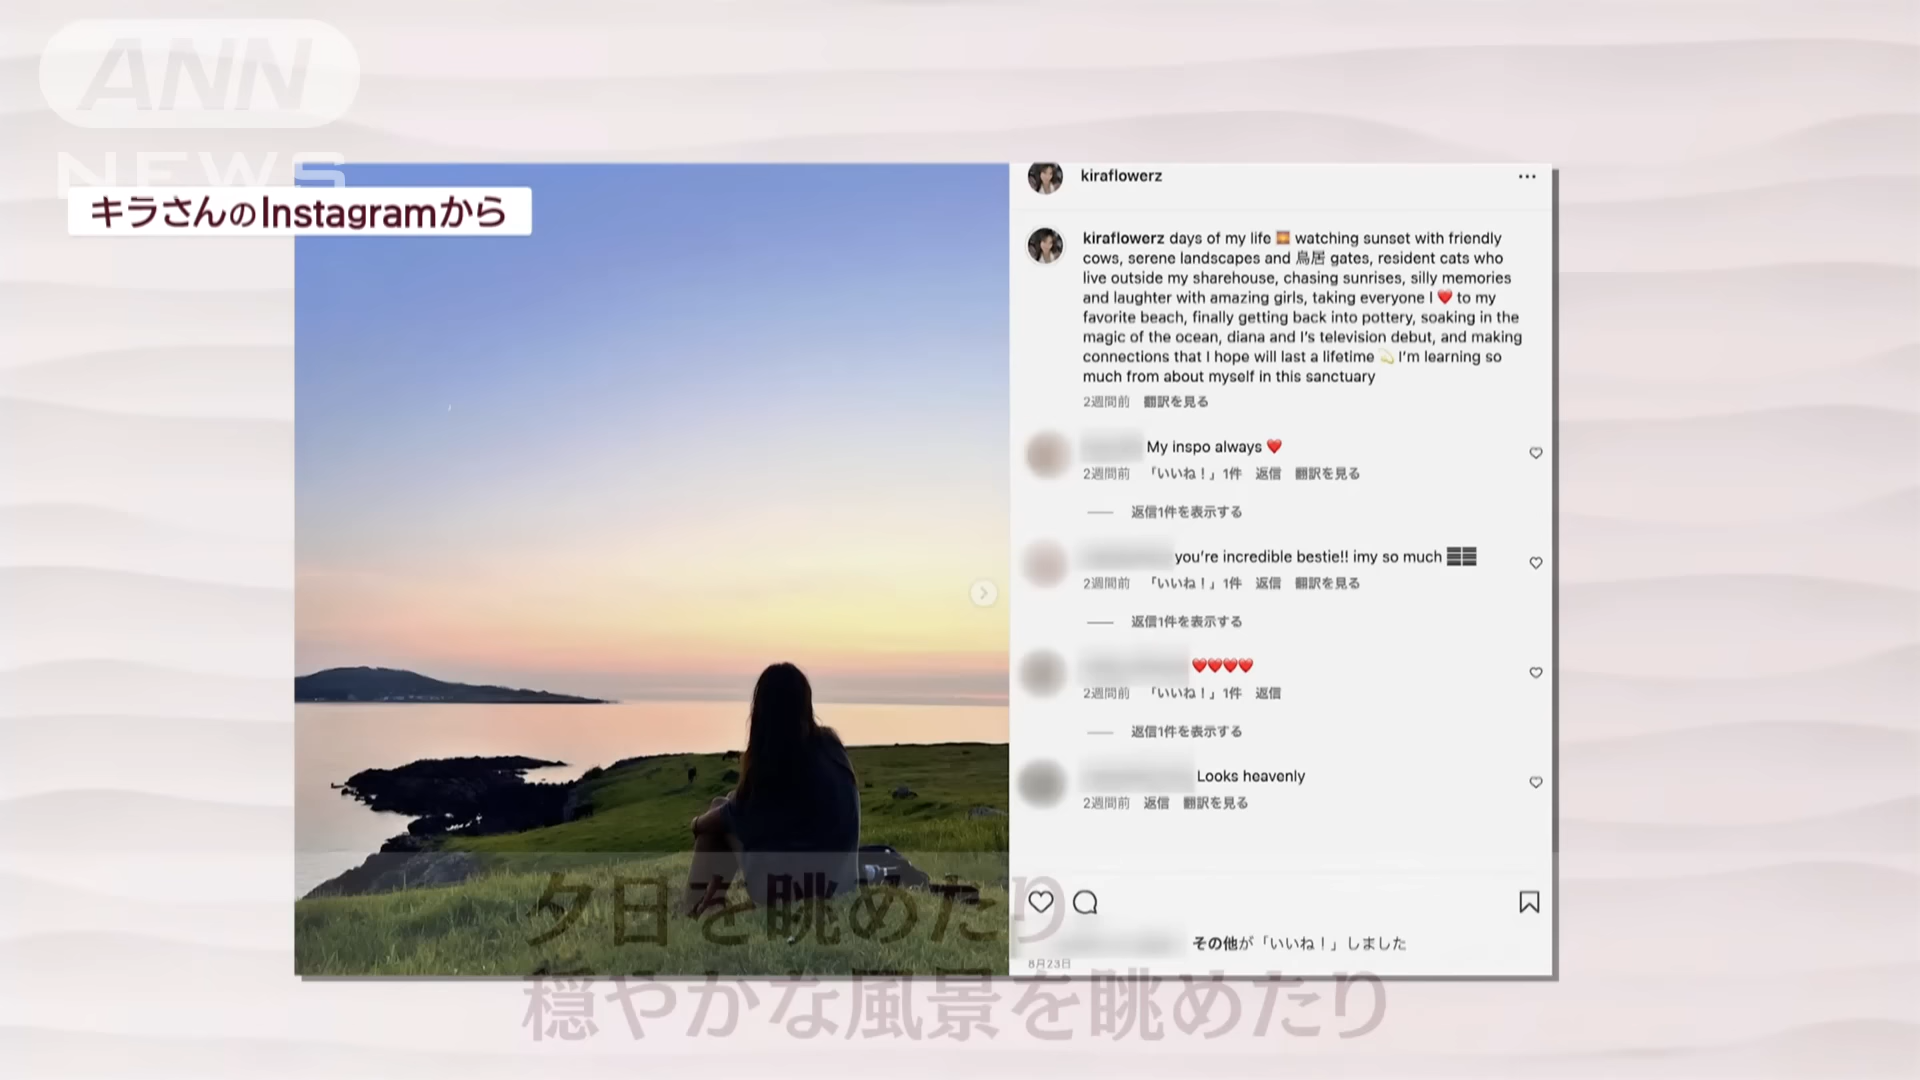 ANN
NEWS
キラさんのInstagramから
kiraflowerz
kiraflowerz days of my life 🌅 watching sunset with friendly
cows, serene landscapes and 鳥居 gates, resident cats who
live outside my sharehouse, chasing sunrises, silly memories
and laughter with amazing girls, taking everyone I ❤️ to my
favorite beach, finally getting back into pottery, soaking in the
magic of the ocean, diana and I's television debut, and making
connections that I hope will last a lifetime 💫 I'm learning so
much from about myself in this sanctuary
2週間前 翻訳を見る
My inspo always ❤️
2週間前 「いいね！」1件 返信 翻訳を見る
返信1件を表示する
you're incredible bestie!! imy so much
2週間前 「いいね！」1件 返信 翻訳を見る
返信1件を表示する
❤️❤️❤️❤️
2週間前 「いいね！」1件 返信
返信1件を表示する
Looks heavenly
2週間前 返信 翻訳を見る
その他が「いいね！」しました
8月23日
夕日を眺めたり
穏やかな風景を眺めたり